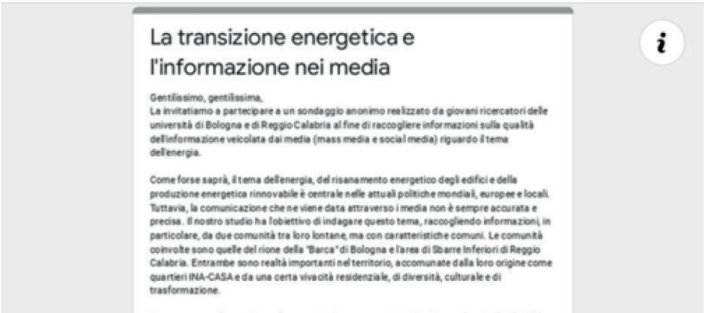 La transizione energetica e
l'informazione nei media
Gentilissimo, gentilissima,
La invitatiamo a partecipare a un sondaggio anonimo realizzato da giovani ricercatori delle
università di Bologna e di Reggio Calabria al fine di raccogliere informazioni sulla qualità
dell'informazione veicolata dai media (mass media e social media) riguardo il tema
dell'energia.
Come forse saprà, il tema dell'energia, del risanamento energetico degli edifici e della
produzione energetica rinnovabile è centrale nelle attuali politiche mondiali, europee e locali.
Tuttavia, la comunicazione che ne viene data attraverso i media non è sempre accurata e
precisa. Il nostro studio ha l'obiettivo di indagare questo tema, raccogliendo informazioni, in
particolare, da due comunità tra loro lontane, ma con caratteristiche comuni. Le comunità
coinvolte sono quelle del rione della "Barca" di Bologna e l'area di Sbarre Inferiori di Reggio
Calabria. Entrambe sono realtà importanti nel territorio, accomunate dalla loro origine come
quartieri INA-CASA e da una certa vivacità residenziale, di diversità, culturale e di
trasformazione.